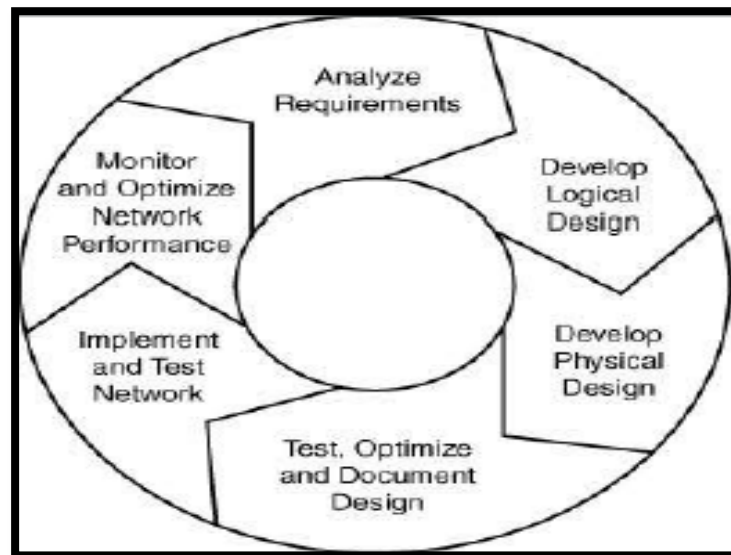 Analyze
Requirements
Develop
Logical
Design
Develop
Physical
Design
Test, Optimize
and Document
Design
Implement
and Test
Network
Monitor
and Optimize
Network
Performance